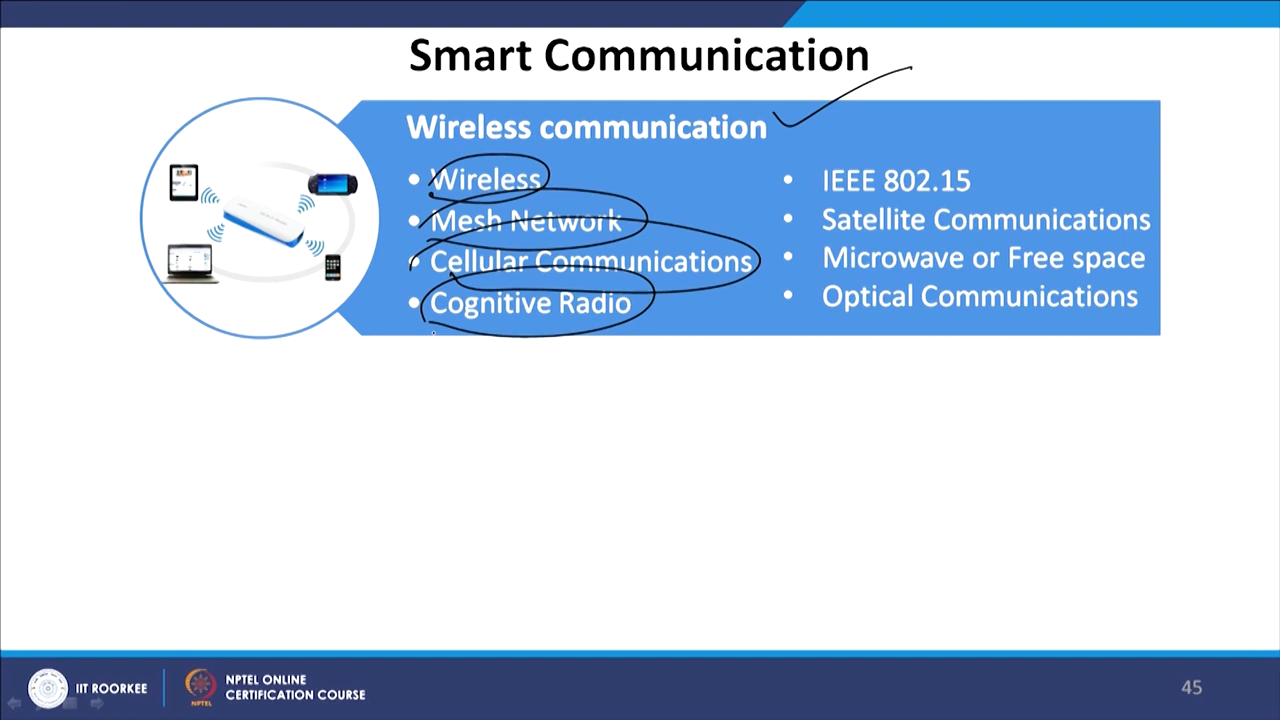 Smart Communication
Wireless communication
• Wireless
• Mesh Network
• Cellular Communications
• Cognitive Radio
• IEEE 802.15
• Satellite Communications
• Microwave or Free space
• Optical Communications
IIT ROORKEE
NPTEL ONLINE
CERTIFICATION COURSE
NPTEL
45